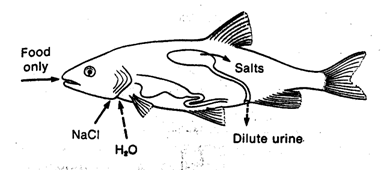 Food
only
Salts
NaCl
H₂O
Dilute urine